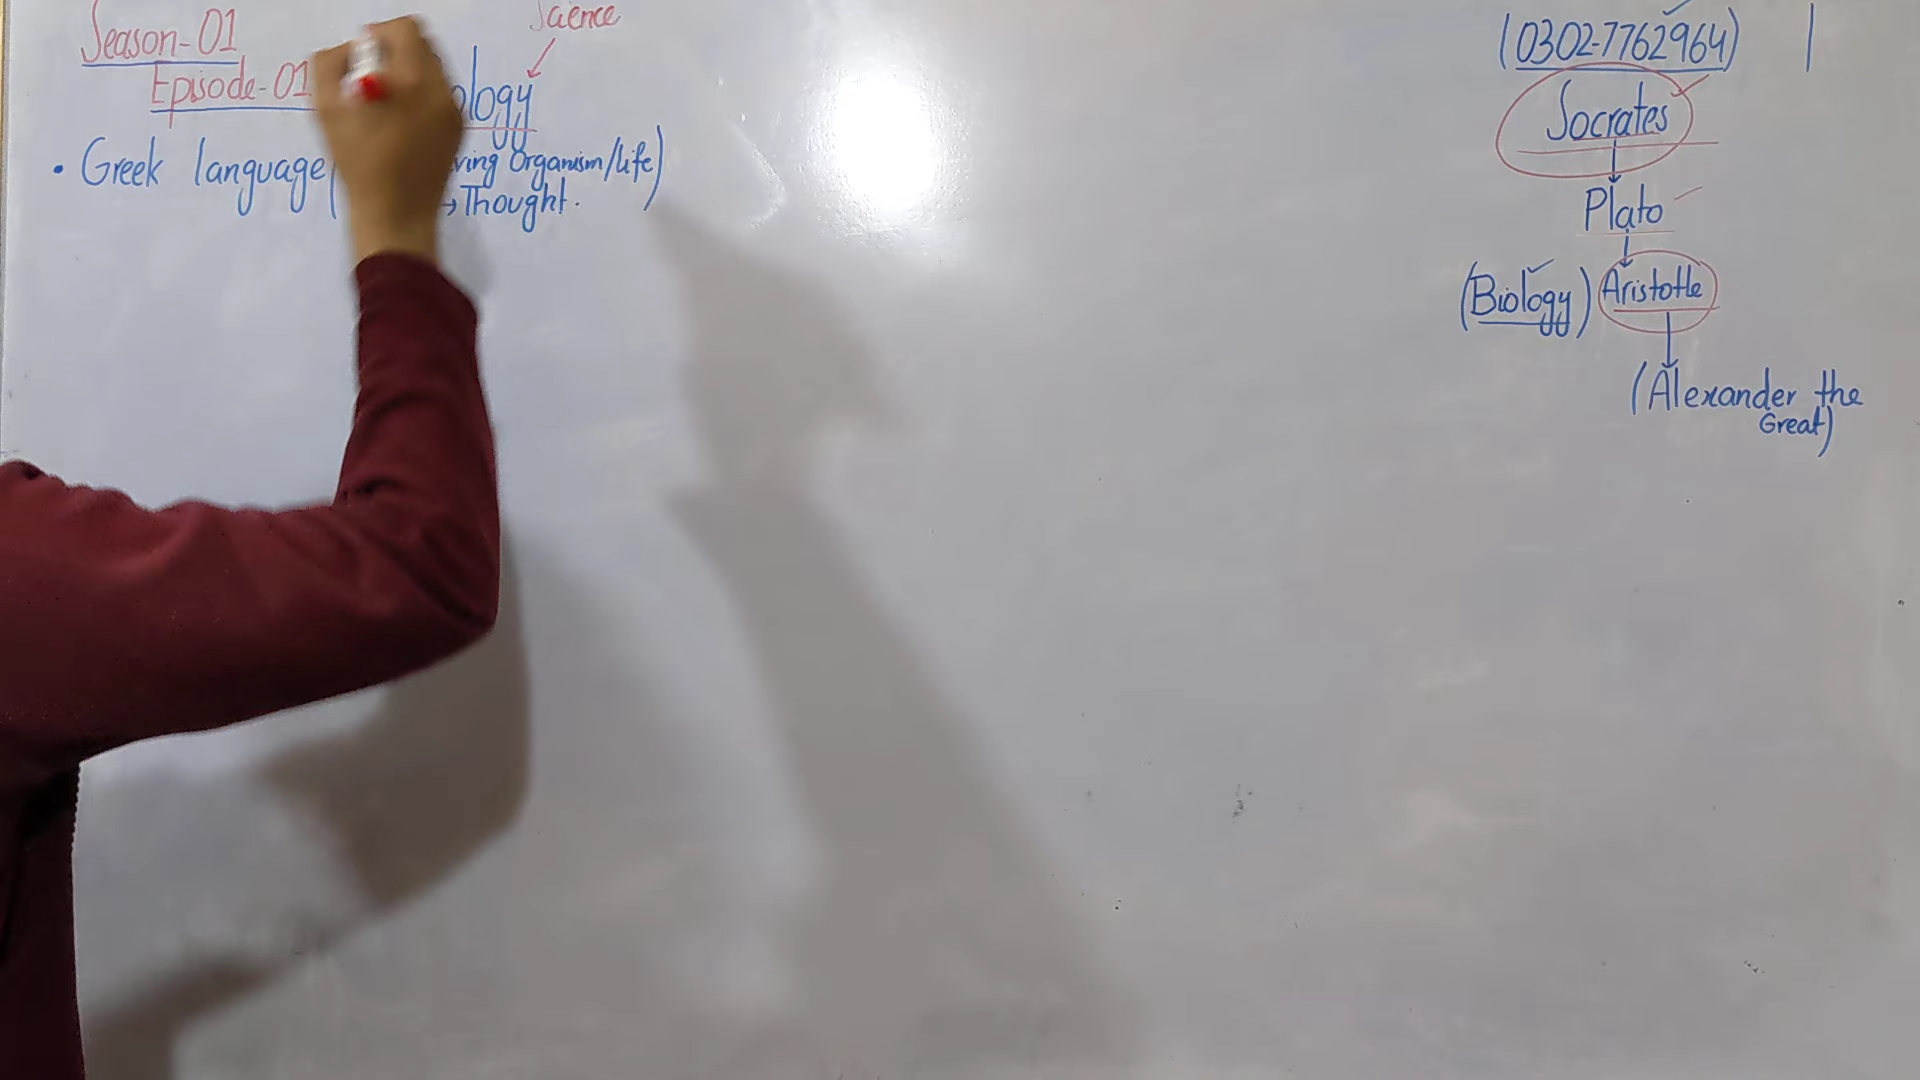 Season-01
Episode-01
Science
ology
• Greek language( ving Organism/life)
→Thought.
(0302-7762964) |
Socrates
Plato
(Biology) Aristotle
(Alexander the
Great)